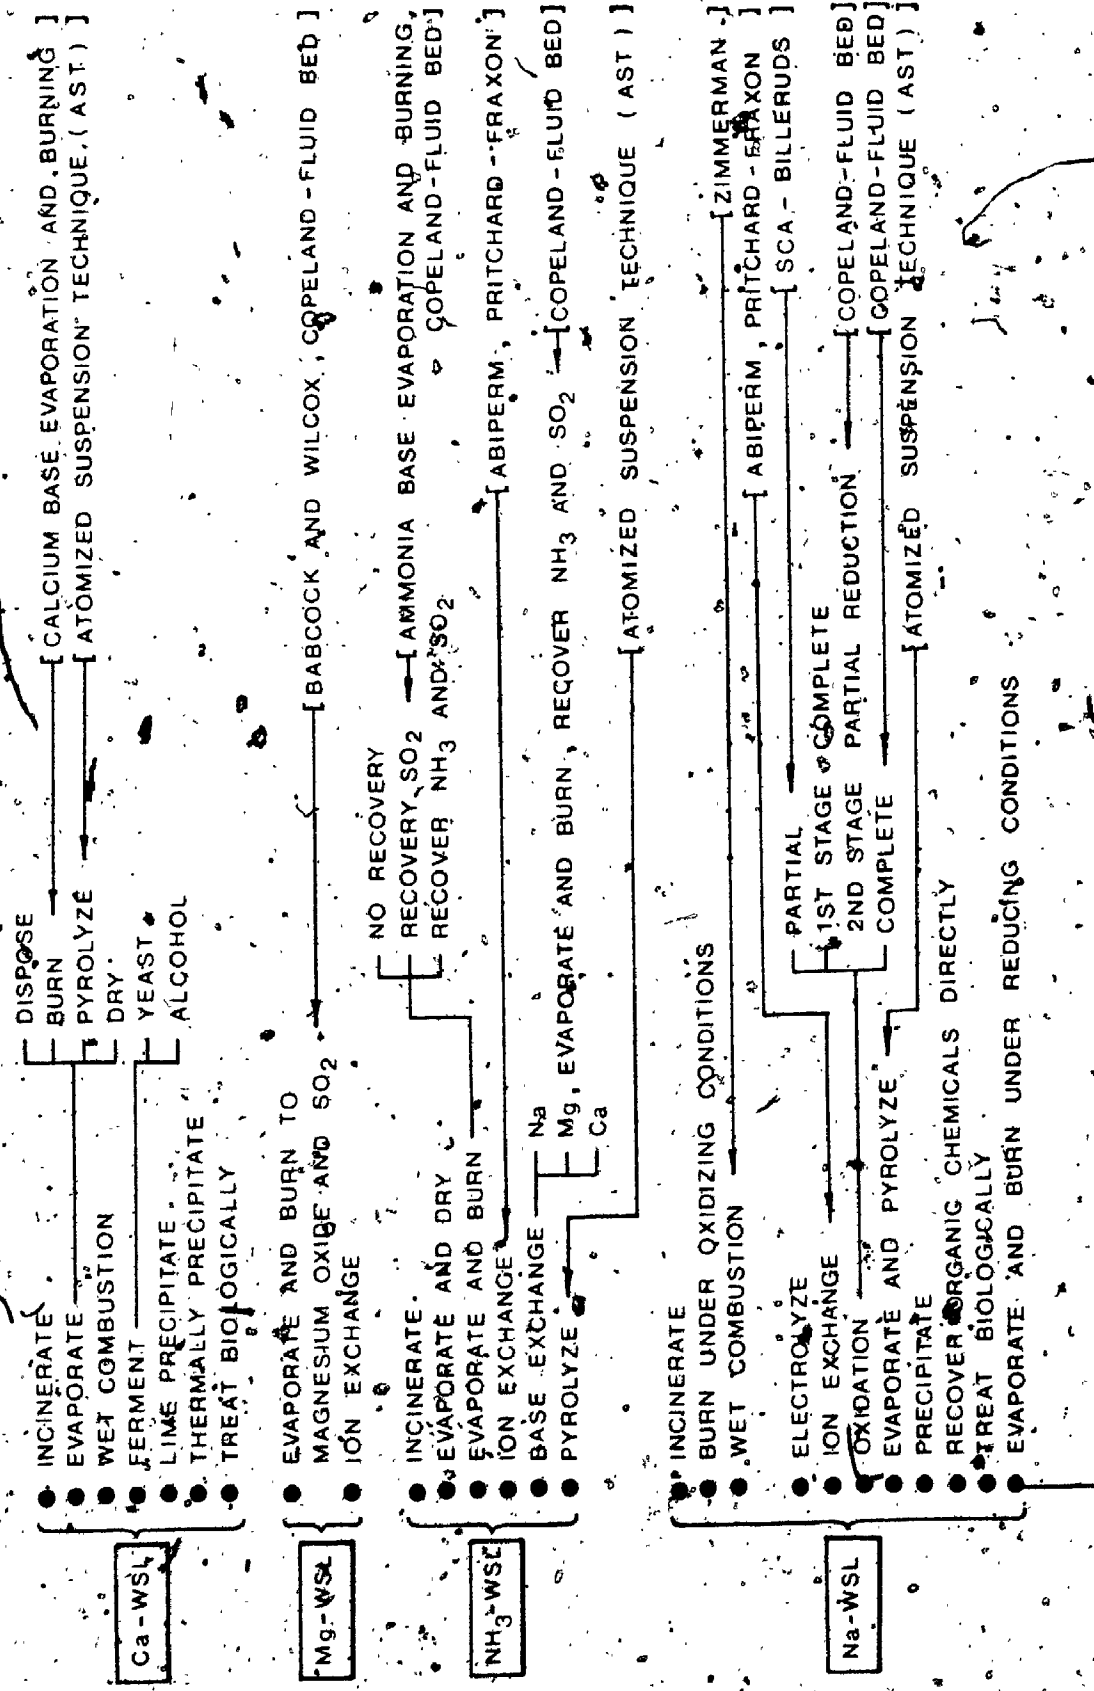 Ca-WSL
INCINERATE
EVAPORATE
DISPOSE
BURN
[CALCIUM BASE EVAPORATION AND BURNING]
PYROLYZE
[ATOMIZED SUSPENSION TECHNIQUE, (AST)]
DRY
WET COMBUSTION
FERMENT
YEAST
ALCOHOL
LIME PRECIPITATE
THERMALLY PRECIPITATE
TREAT BIOLOGICALLY
Mg-WSL
EVAPORATE AND BURN TO
MAGNESIUM OXIDE AND SO2
[BABCOCK AND WILCOX, COPELAND-FLUID BED]
ION EXCHANGE
NH3-WSL
INCINERATE
EVAPORATE AND DRY
EVAPORATE AND BURN
NO RECOVERY
RECOVERY SO2
[AMMONIA BASE EVAPORATION AND BURNING,
COPELAND-FLUID BED]
RECOVER NH3 AND SO2
ION EXCHANGE
[ABIPERM, PRITCHARD-FRAXON]
BASE EXCHANGE
Na
Mg, EVAPORATE AND BURN, RECOVER NH3 AND SO2
[COPELAND-FLUID BED]
Ca
PYROLYZE
[ATOMIZED SUSPENSION TECHNIQUE (AST)]
Na-WSL
INCINERATE
BURN UNDER OXIDIZING CONDITIONS
WET COMBUSTION
[ZIMMERMAN]
ELECTROLYZE
ION EXCHANGE
[ABIPERM, PRITCHARD-FRAXON]
OXIDATION
PARTIAL
[SCA-BILLERUDS]
1ST STAGE COMPLETE
2ND STAGE PARTIAL REDUCTION
[COPELAND-FLUID BED]
COMPLETE
[COPELAND-FLUID BED]
EVAPORATE AND PYROLYZE
[ATOMIZED SUSPENSION TECHNIQUE (AST)]
PRECIPITATE
RECOVER ORGANIC CHEMICALS DIRECTLY
TREAT BIOLOGICALLY
EVAPORATE AND BURN UNDER REDUCING CONDITIONS